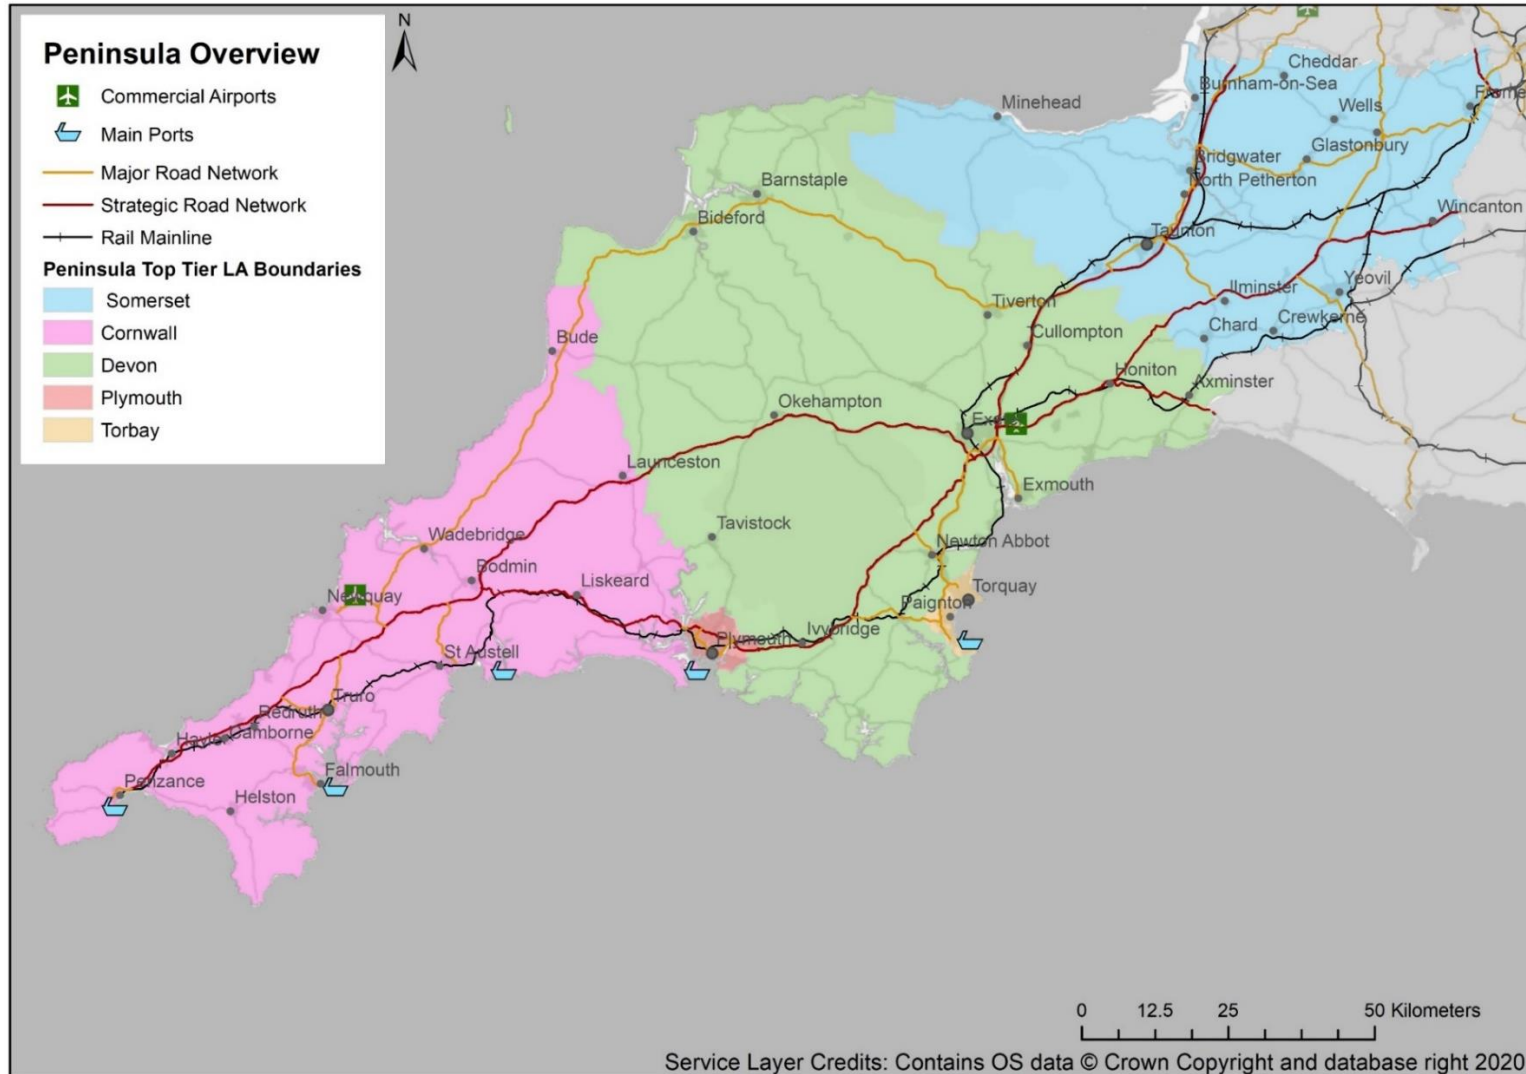 Peninsula Overview
Commercial Airports
Main Ports
Major Road Network
Strategic Road Network
Rail Mainline
Peninsula Top Tier LA Boundaries
Somerset
Cornwall
Devon
Plymouth
Torbay
N
Cheddar
Burnham-on-Sea
Minehead
Wells
Frome
Glastonbury
Bridgwater
North Petherton
Barnstaple
Bideford
Wincanton
Taunton
Yeovil
Ilminster
Tiverton
Crewkerne
Chard
Cullompton
Bude
Honiton
Axminster
Okehampton
Launceston
Exmouth
Tavistock
Wadebridge
Newton Abbot
Bodmin
Liskeard
Torquay
Newquay
Paignton
Ivybridge
Plymouth
St Austell
Truro
Redruth
Camborne
Hayle
Falmouth
Penzance
Helston
0 12.5 25 50 Kilometers
Service Layer Credits: Contains OS data © Crown Copyright and database right 2020